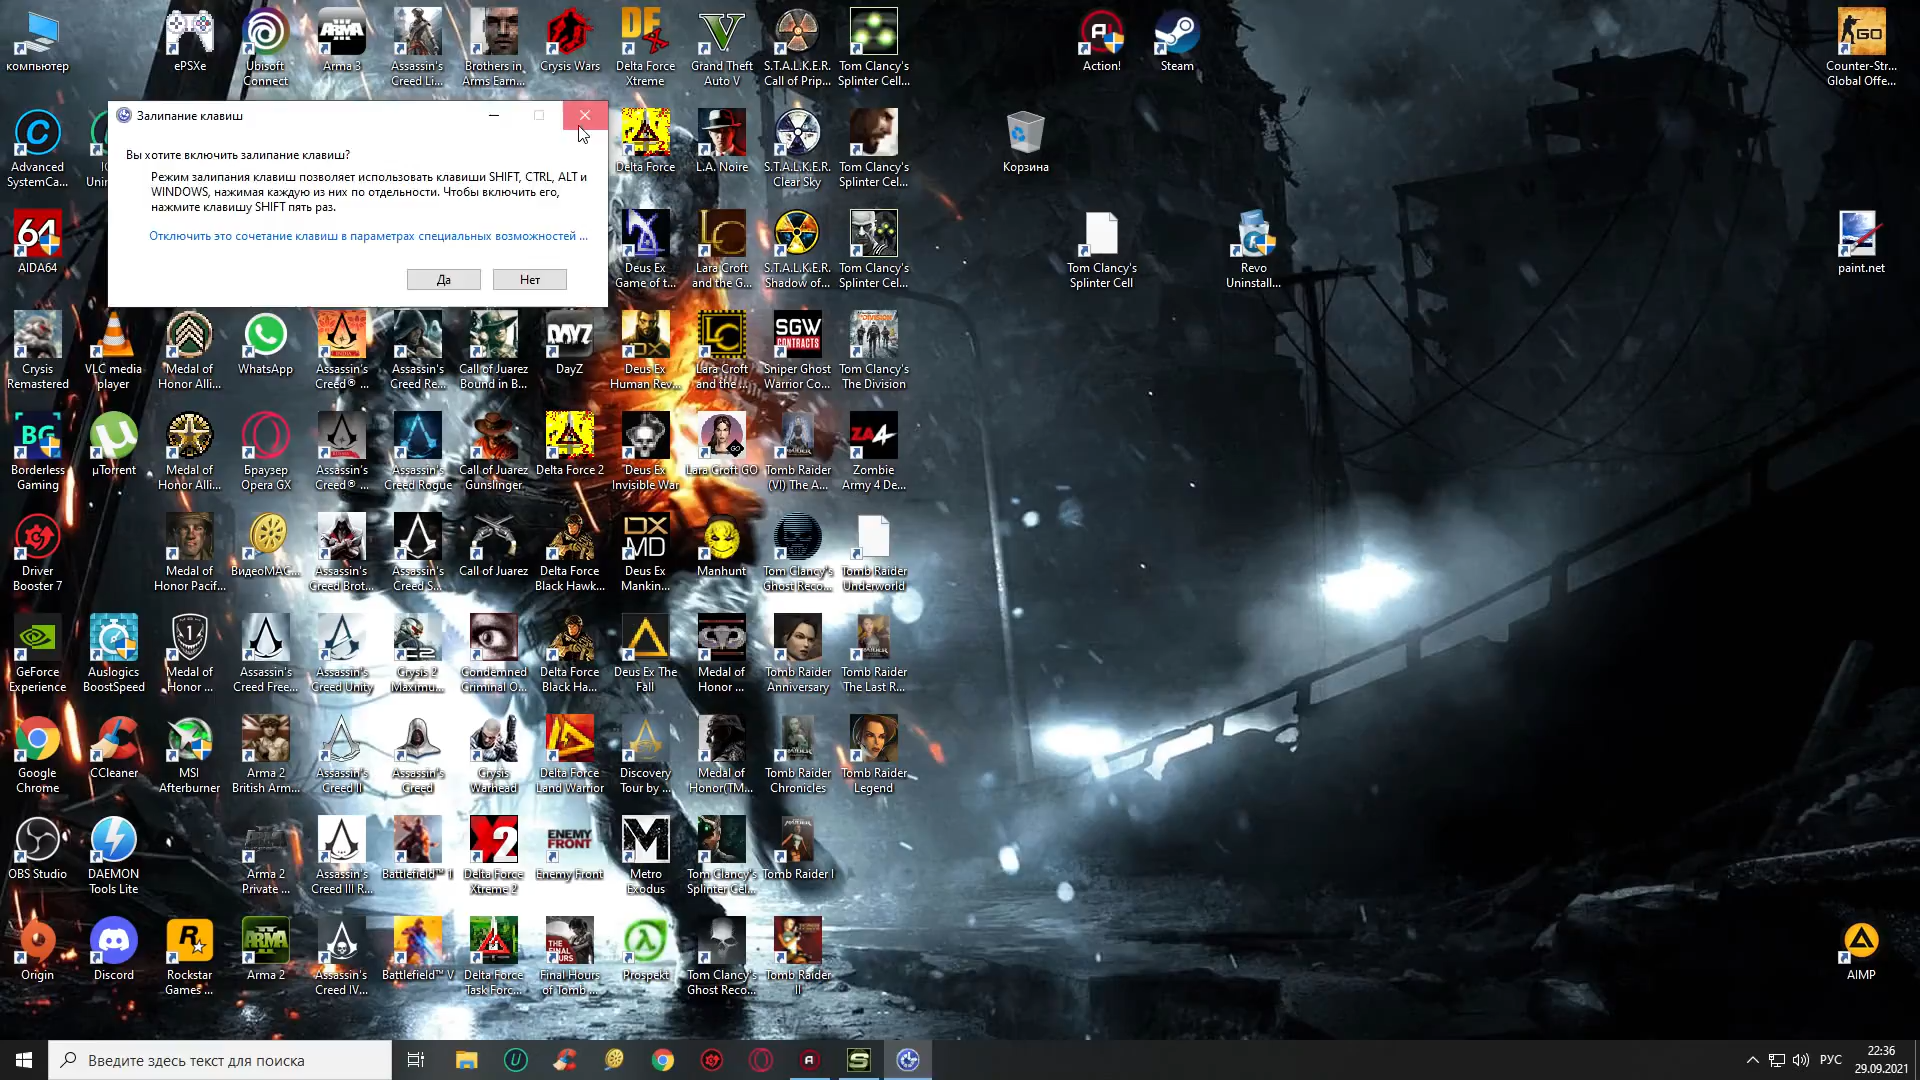 компьютер
ePSXe
Ubisoft
Connect
Arma 3
Assassin's
Creed Li...
Brothers in
Arms Earn...
Crysis Wars
Delta Force
Xtreme
Grand Theft
Auto V
S.T.A.L.K.E.R.
Call of Prip...
Tom Clancy's
Splinter Cell...
Action!
Steam
Counter-Str...
Global Offe...
Залипание клавиш
Вы хотите включить залипание клавиш?
Режим залипания клавиш позволяет использовать клавиши SHIFT, CTRL, ALT и
WINDOWS, нажимая каждую из них по отдельности. Чтобы включить его,
нажмите клавишу SHIFT пять раз.
Отключить это сочетание клавиш в параметрах специальных возможностей ...
Да
Нет
Advanced
SystemCa...
Delta Force
L.A. Noire
S.T.A.L.K.E.R.
Clear Sky
Tom Clancy's
Splinter Cel...
Корзина
64
AIDA64
Deus Ex
Game of t...
Lara Croft
and the G...
S.T.A.L.K.E.R.
Shadow of...
Tom Clancy's
Splinter Cel...
Tom Clancy's
Splinter Cell
Revo
Uninstall...
paint.net
Crysis
Remastered
VLC media
player
Medal of
Honor Alli...
WhatsApp
Assassin's
Creed® ...
Assassin's
Creed Re...
Call of Juarez
Bound in B...
DAYZ
DayZ
Deus Ex
Human Rev...
Lara Croft
and the ...
SGW
CONTRACTS
Sniper Ghost
Warrior Co...
Tom Clancy's
The Division
BG
Borderless
Gaming
µTorrent
Medal of
Honor Alli...
Браузер
Opera GX
Assassin's
Creed® ...
Assassin's
Creed Rogue
Call of Juarez
Gunslinger
Delta Force 2
Deus Ex
Invisible War
Lara Croft GO
Tomb Raider
(VI) The A...
ZA4
Zombie
Army 4 De...
Driver
Booster 7
Medal of
Honor Pacif...
ВидеоМАС...
Assassin's
Creed Brot...
Assassin's
Creed S...
Call of Juarez
Delta Force
Black Hawk...
DX
MD
Deus Ex
Mankin...
Manhunt
Tom Clancy's
Ghost Reco...
Tomb Raider
Underworld
GeForce
Experience
Auslogics
BoostSpeed
Medal of
Honor ...
Assassin's
Creed Free...
Assassin's
Creed Unity
Crysis 2
Maximu...
Condemned
Criminal O...
Delta Force
Black Ha...
Deus Ex The
Fall
Medal of
Honor ...
Tomb Raider
Anniversary
Tomb Raider
The Last R...
Google
Chrome
CCleaner
MSI
Afterburner
Arma 2
British Arm...
Assassin's
Creed II
Assassin's
Creed
Crysis
Warhead
Delta Force
Land Warrior
Discovery
Tour by ...
Medal of
Honor(TM...
Tomb Raider
Chronicles
Tomb Raider
Legend
OBS Studio
DAEMON
Tools Lite
Arma 2
Private ...
Assassin's
Creed III R...
Battlefield™ 1
Delta Force
Xtreme 2
ENEMY
FRONT
Enemy Front
Metro
Exodus
Tom Clancy's
Splinter Cel...
Tomb Raider I
Origin
Discord
Rockstar
Games ...
Arma 2
Assassin's
Creed IV...
Battlefield™ V
Delta Force
Task Forc...
THE
FINAL
HOURS
Final Hours
of Tomb ...
Prospekt
Tom Clancy's
Ghost Reco...
Tomb Raider
II
AIMP
Введите здесь текст для поиска
РУС
22:36
29.09.2021